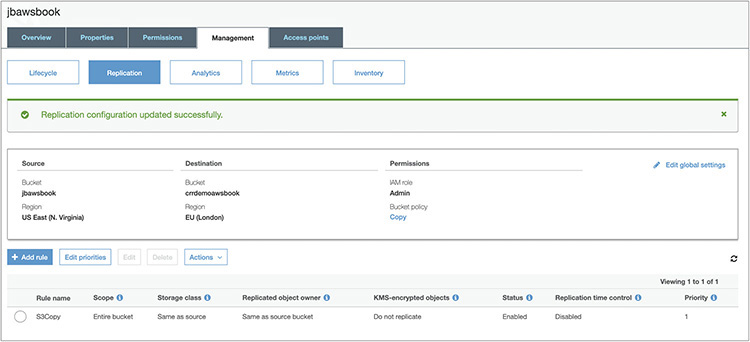 jbawsbook
Overview Properties Permissions Management Access points
Lifecycle Replication Analytics Metrics Inventory
Replication configuration updated successfully.
Source Destination Permissions Edit global settings
Bucket Bucket IAM role
jbawsbook crrdemoawsbook Admin
Region Region Bucket policy
US East (N. Virginia) EU (London) Copy
+ Add rule Edit priorities Edit Delete Actions
Viewing 1 to 1 of 1
Rule name Scope Storage class Replicated object owner KMS-encrypted objects Status Replication time control Priority
S3Copy Entire bucket Same as source Same as source bucket Do not replicate Enabled Disabled 1